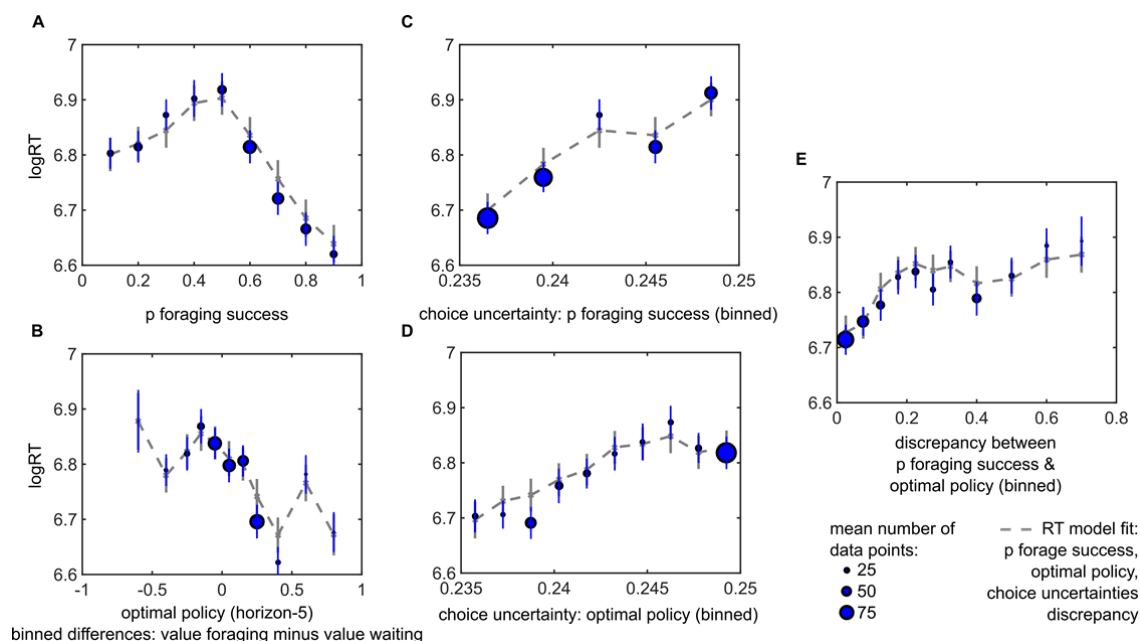 A
7
6.9
6.8
6.7
6.6
logRT
0
0.2
0.4
0.6
0.8
1
p foraging success
B
7
6.9
6.8
6.7
6.6
logRT
-1
-0.5
0
0.5
1
optimal policy (horizon-5)
binned differences: value foraging minus value waiting
C
7
6.9
6.8
6.7
6.6
0.235
0.24
0.245
0.25
choice uncertainty: p foraging success (binned)
D
7
6.9
6.8
6.7
6.6
0.235
0.24
0.245
0.25
choice uncertainty: optimal policy (binned)
E
7
6.9
6.8
6.7
6.6
0
0.2
0.4
0.6
0.8
discrepancy between
p foraging success &
optimal policy (binned)
mean number of
data points:
25
50
75
RT model fit:
p forage success,
optimal policy,
choice uncertainties
discrepancy